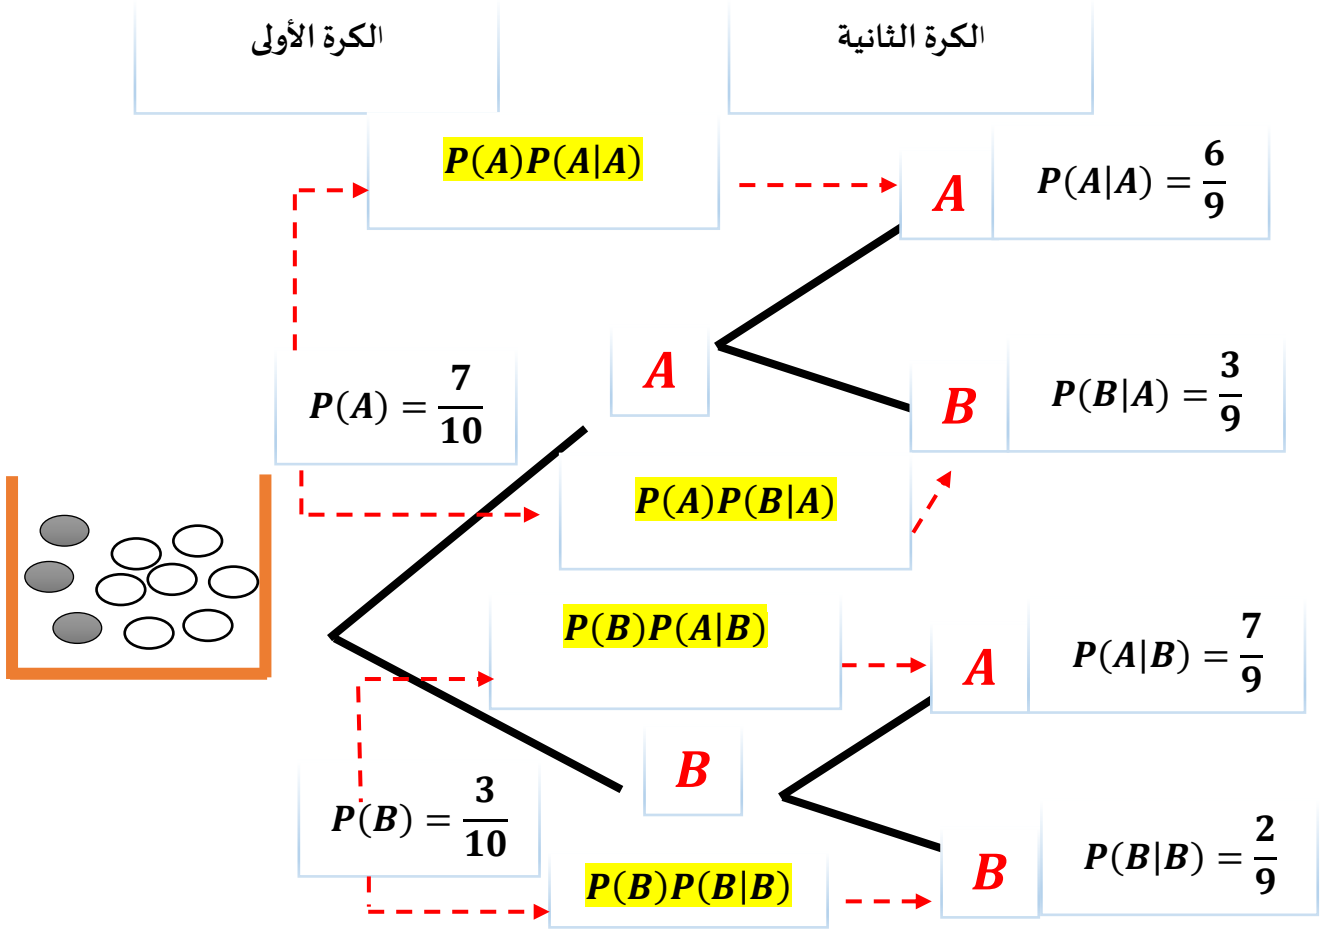 الكرة الأولى
الكرة الثانية
P(A)P(A|A)
A
P(A|A) = 6/9
A
P(A) = 7/10
B
P(B|A) = 3/9
P(A)P(B|A)
P(B)P(A|B)
A
P(A|B) = 7/9
B
P(B) = 3/10
B
P(B|B) = 2/9
P(B)P(B|B)